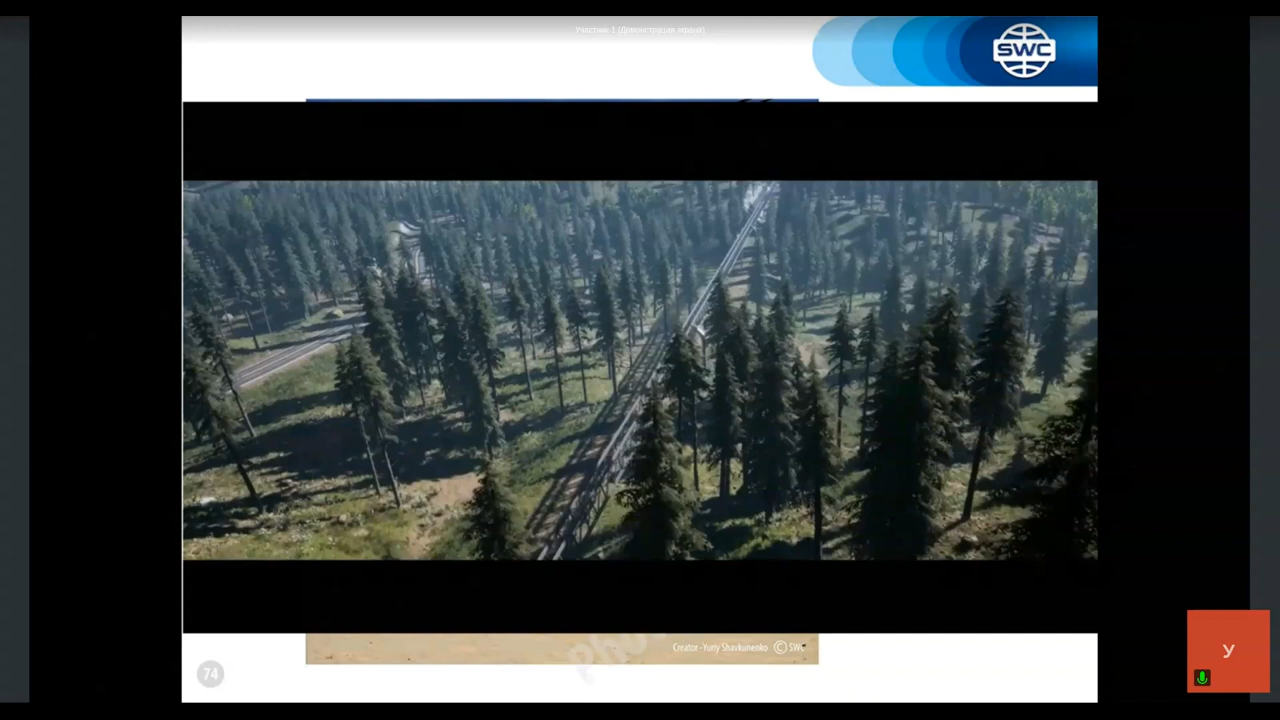 Участник 1 (Демонстрация экрана)
SWC
Creator -Yuriy Shavkunenko © SWC
74
У